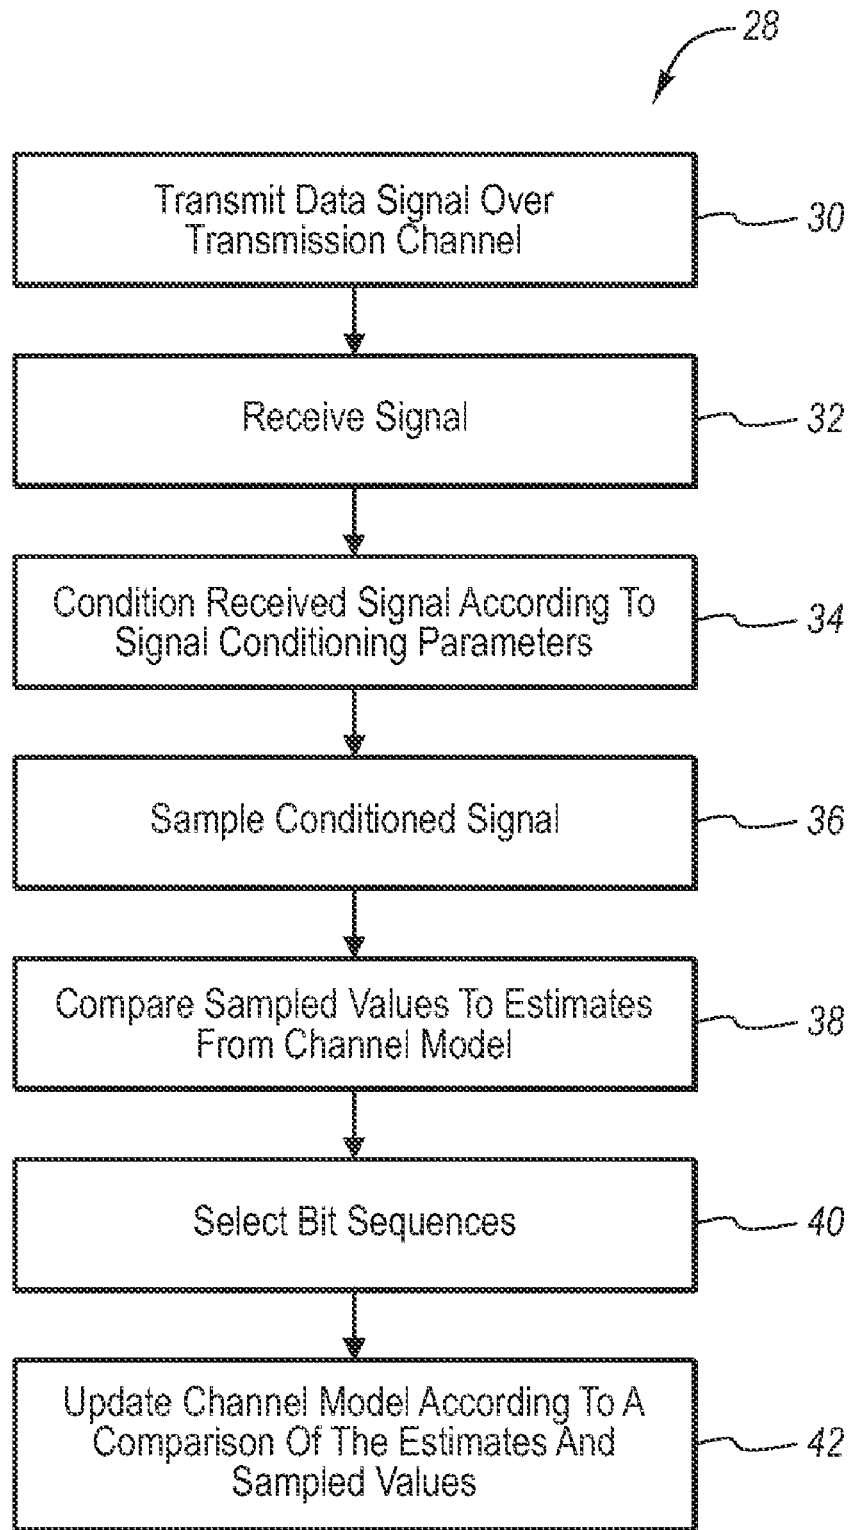 28
Transmit Data Signal Over
Transmission Channel
30
Receive Signal
32
Condition Received Signal According To
Signal Conditioning Parameters
34
Sample Conditioned Signal
36
Compare Sampled Values To Estimates
From Channel Model
38
Select Bit Sequences
40
Update Channel Model According To A
Comparison Of The Estimates And
Sampled Values
42